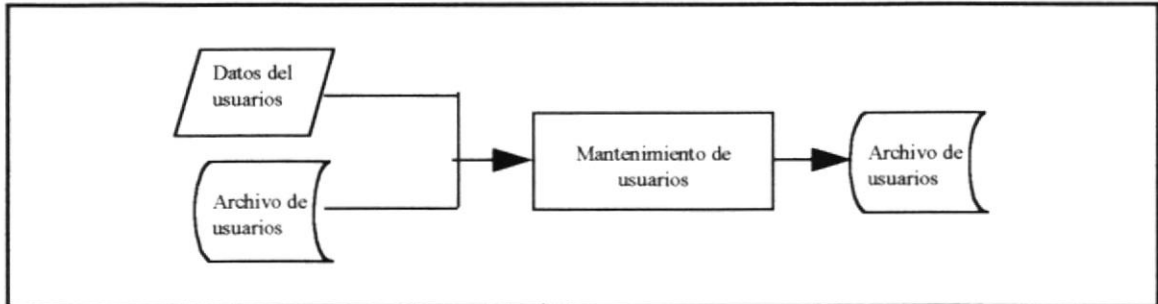 Datos del
usuarios
Archivo de
usuarios
Mantenimiento de
usuarios
Archivo de
usuarios